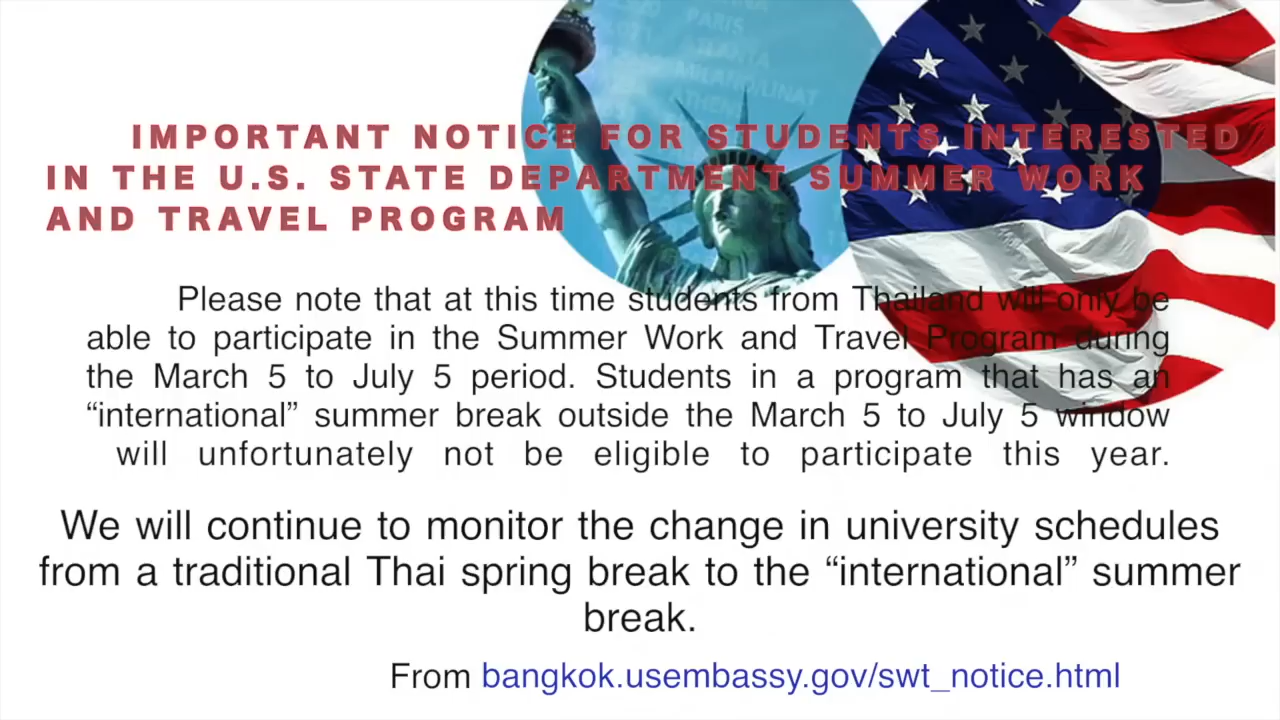 IMPORTANT NOTICE FOR STUDENTS INTERESTED
IN THE U.S. STATE DEPARTMENT SUMMER WORK
AND TRAVEL PROGRAM
Please note that at this time students from Thailand will only be
able to participate in the Summer Work and Travel Program during
the March 5 to July 5 period. Students in a program that has an
“international” summer break outside the March 5 to July 5 window
will unfortunately not be eligible to participate this year.
We will continue to monitor the change in university schedules
from a traditional Thai spring break to the “international” summer
break.
From bangkok.usembassy.gov/swt_notice.html
PARIS
ATLANTA